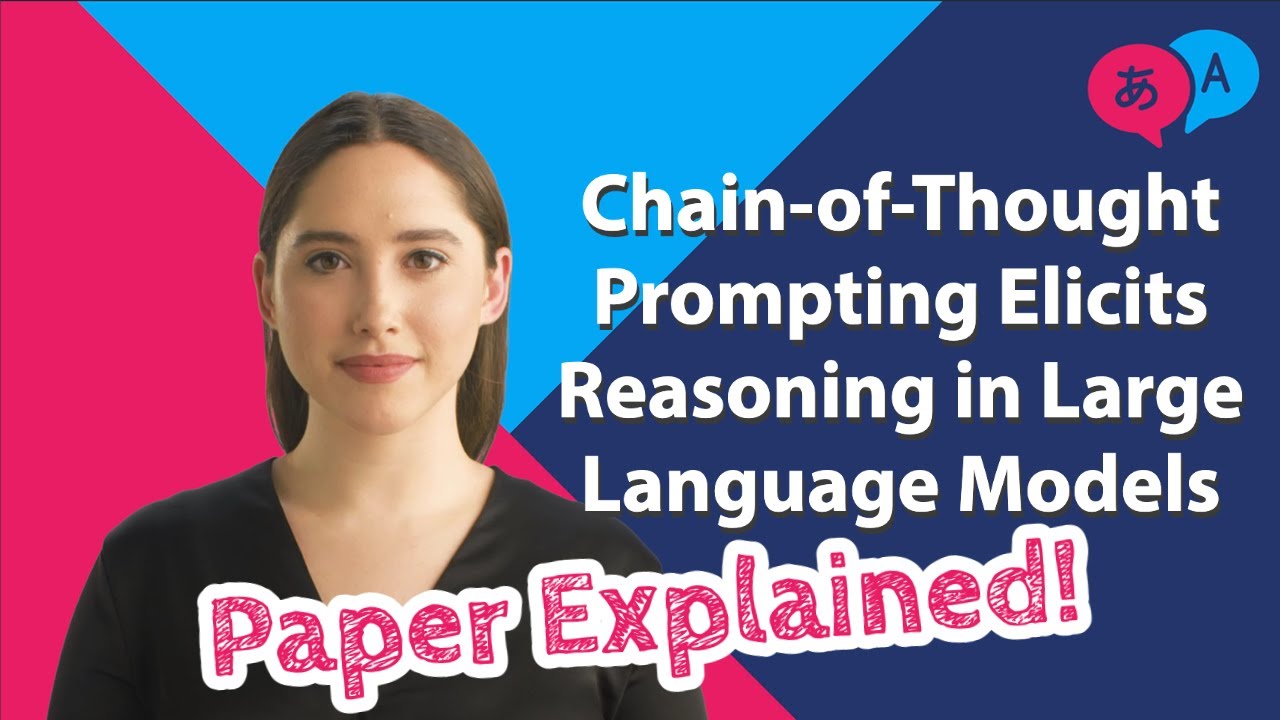 あ A
Chain-of-Thought
Prompting Elicits
Reasoning in Large
Language Models
Paper Explained!